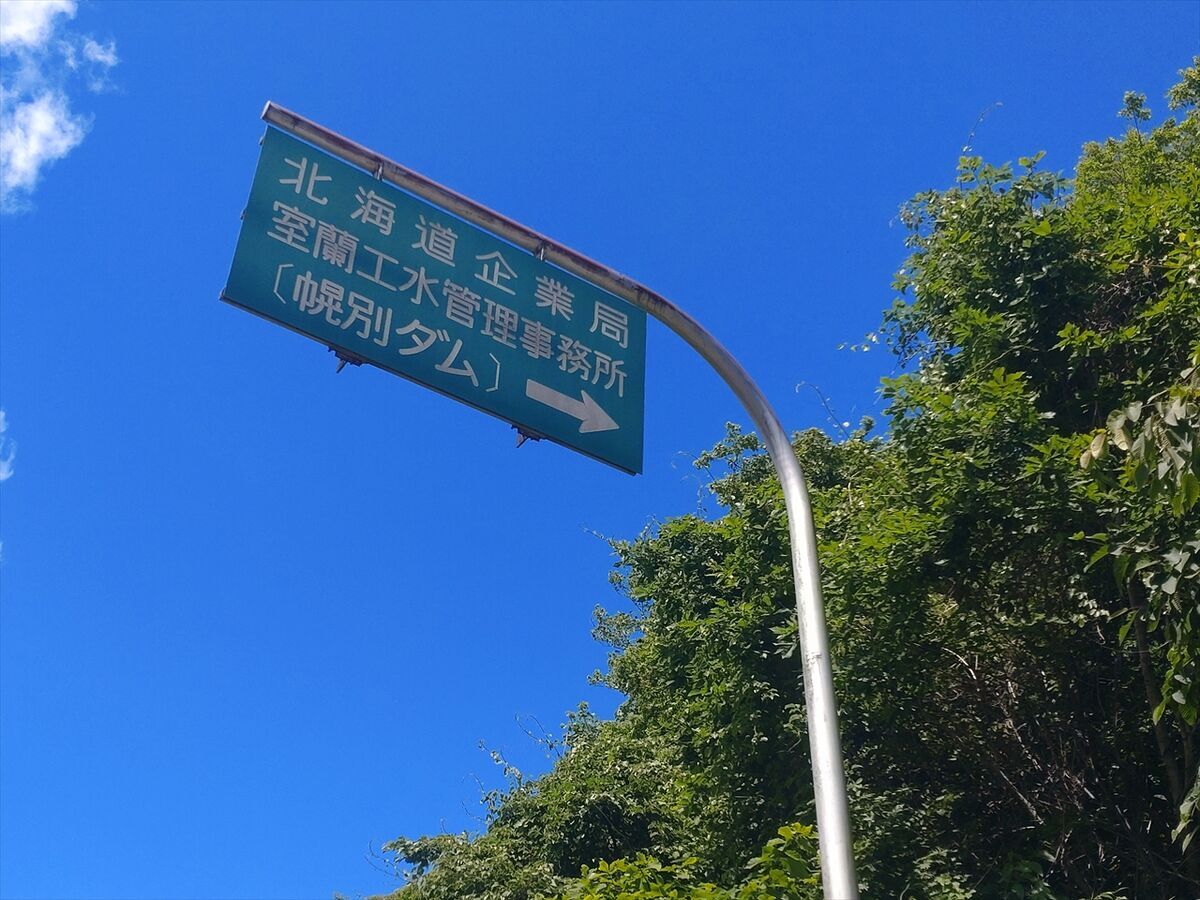 北海道企業局
室蘭工水管理事務所
〔幌別ダム〕